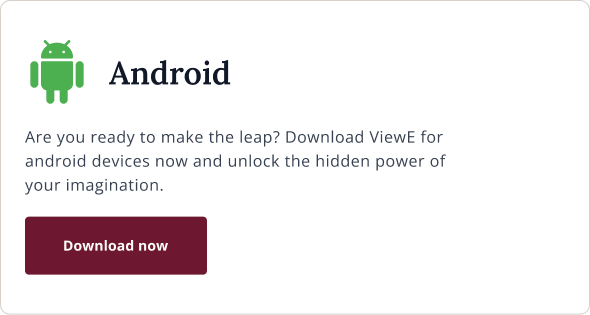 Android
Are you ready to make the leap? Download ViewE for
android devices now and unlock the hidden power of
your imagination.
Download now